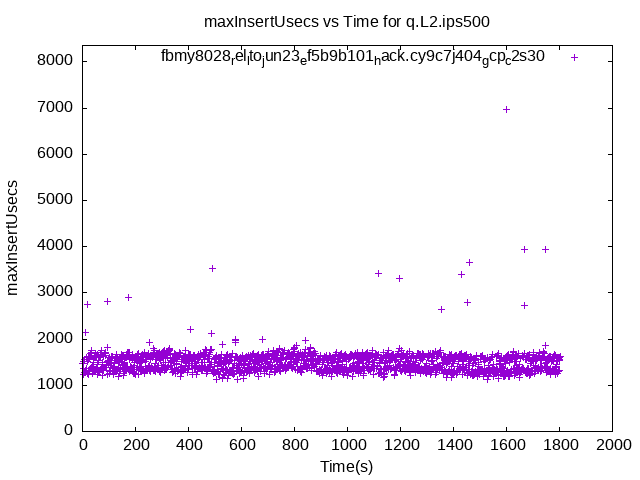 maxInsertUsecs vs Time for q.L2.ips500
fbmy8028relltojun23ef5b9b101hack.cy9c7j404gcpc2s30
8000
7000
6000
5000
4000
3000
2000
1000
0
maxInsertUsecs
0 200 400 600 800 1000 1200 1400 1600 1800 2000
Time(s)